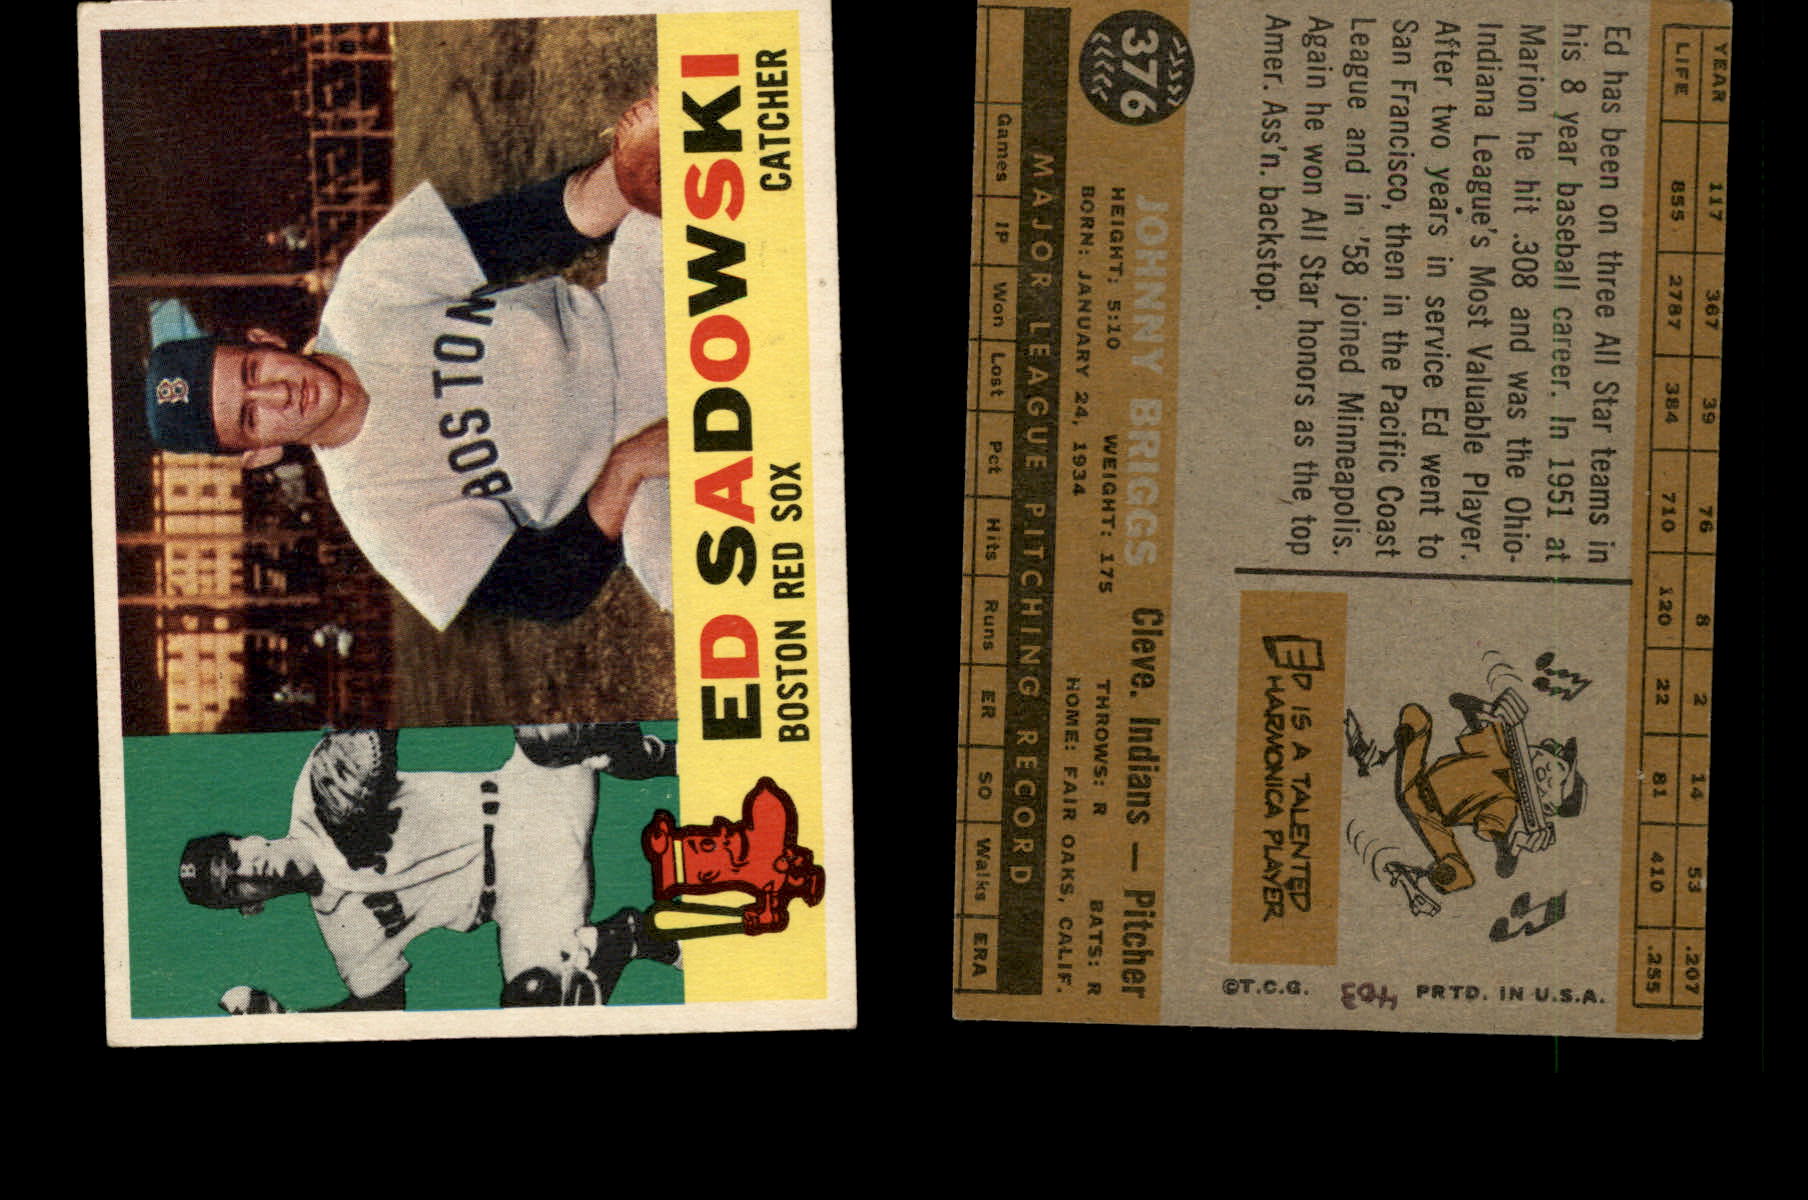 ED SADOWSKI
BOSTON RED SOX CATCHER
BOSTON
B
B
YEAR 117 367 39 76 8 2 14 53 .207
LIFE 855 2787 384 710 120 22 81 410 .255
Ed has been on three All Star teams in
his 8 year baseball career. In 1951 at
Marion he hit .308 and was the Ohio-
Indiana League's Most Valuable Player.
After two years in service Ed went to
San Francisco, then in the Pacific Coast
League and in '58 joined Minneapolis.
Again he won All Star honors as the top
Amer. Ass'n. backstop.
ED IS A TALENTED
HARMONICA PLAYER
©T.C.G. 403 PRTD. IN U.S.A.
376 JOHNNY BRIGGS Cleve. Indians — Pitcher
HEIGHT: 5:10 WEIGHT: 175 THROWS: R BATS: R
BORN: JANUARY 24, 1934 HOME: FAIR OAKS, CALIF.
MAJOR LEAGUE PITCHING RECORD
Games IP Won Lost Pct Hits Runs ER SO Walks ERA